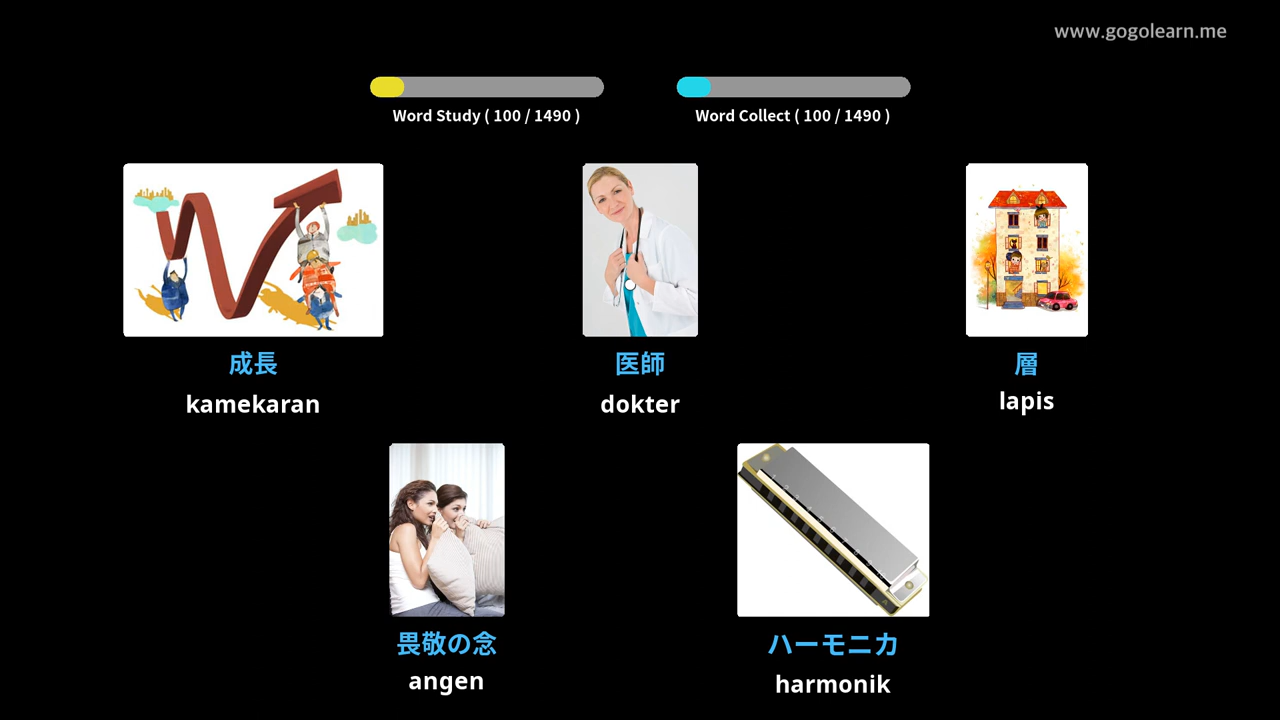 www.gogolearn.me
Word Study ( 100 / 1490 )
Word Collect ( 100 / 1490 )
成長
kamekaran
医師
dokter
層
lapis
畏敬の念
angen
ハーモニカ
harmonik